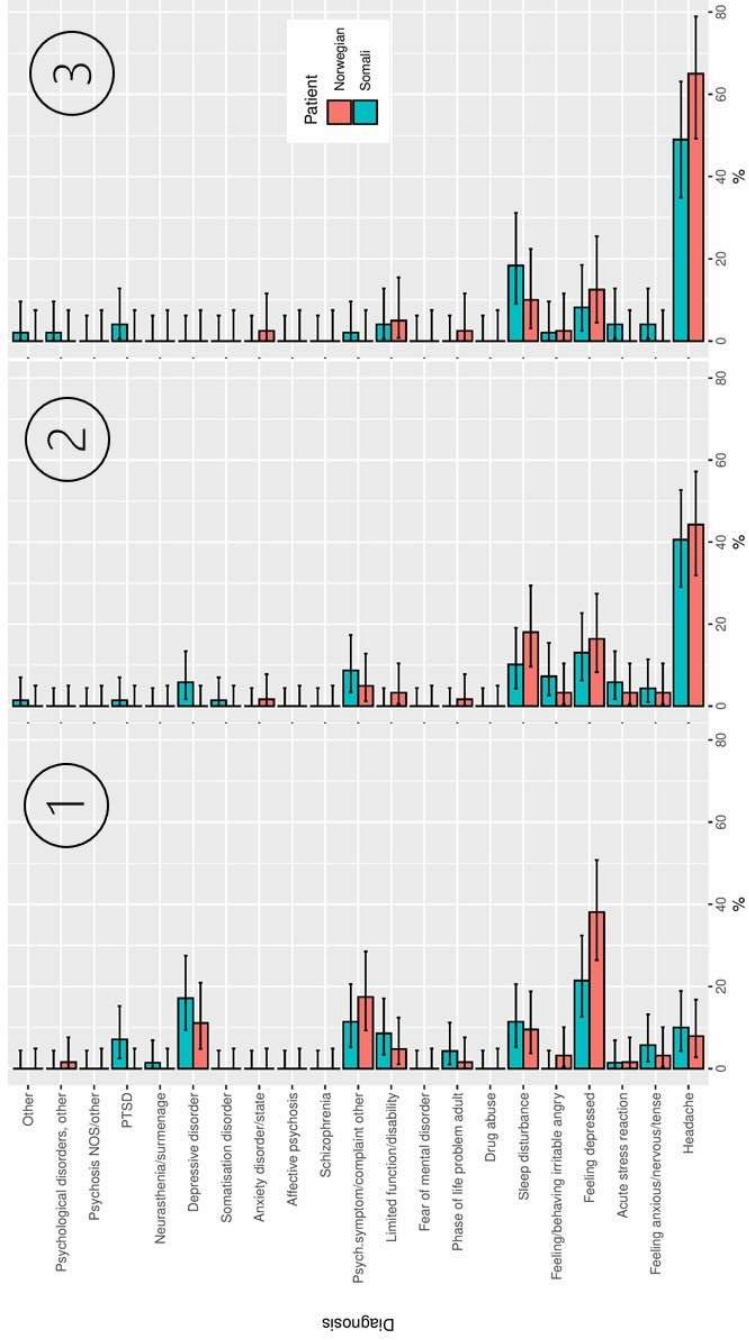 Diagnosis
Other
Psychological disorders, other
Psychosis NOS/other
PTSD
Neurasthenia/surmenage
Depressive disorder
Somatisation disorder
Anxiety disorder/state
Affective psychosis
Schizophrenia
Psych.symptom/complaint other
Limited function/disability
Fear of mental disorder
Phase of life problem adult
Drug abuse
Sleep disturbance
Feeling/behaving irritable angry
Feeling depressed
Acute stress reaction
Feeling anxious/nervous/tense
Headache
1
0 20 40 60 80
%
2
0 20 40 60 80
%
3
0 20 40 60 80
%
Patient
Norwegian
Somali